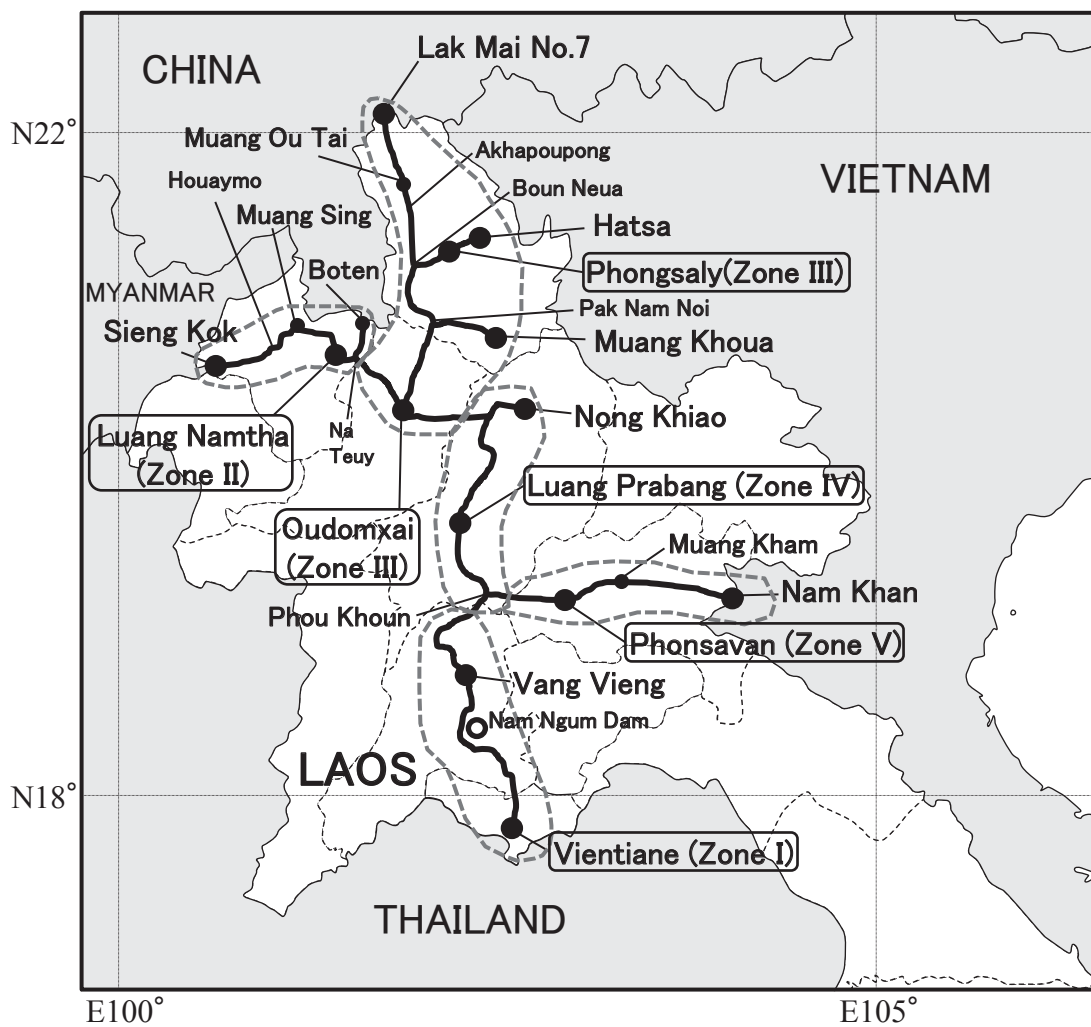 Lak Mai No.7
CHINA
N22°
Muang Ou Tai
Akhapoupong
Houaymo
Boun Neua
VIETNAM
Muang Sing
Hatsa
Boten
Phongsaly(Zone III)
MYANMAR
Pak Nam Noi
Sieng Kok
Muang Khoua
Nong Khiao
Luang Namtha
(Zone II)
Na
Teuy
Luang Prabang (Zone IV)
Oudomxai
(Zone III)
Muang Kham
Nam Khan
Phou Khoun
Phonsavan (Zone V)
Vang Vieng
Nam Ngum Dam
LAOS
N18°
Vientiane (Zone I)
THAILAND
E100°
E105°